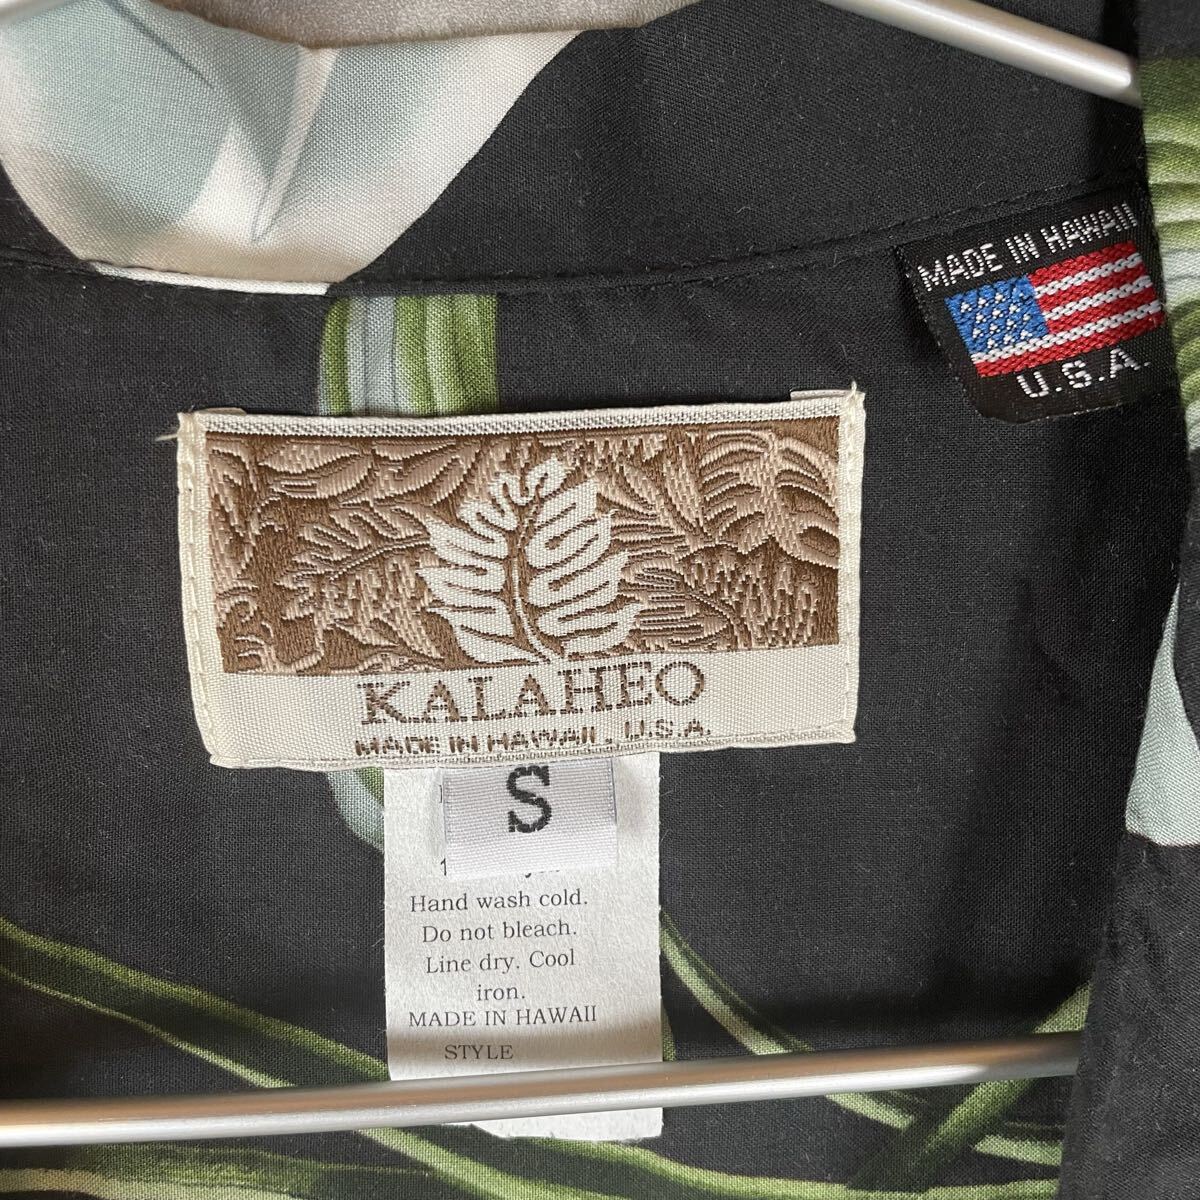 MADE IN HAWAII
U.S.A.
KALAHEO
MADE IN HAWAII, U.S.A.
S
Hand wash cold.
Do not bleach.
Line dry. Cool
iron.
MADE IN HAWAII
STYLE